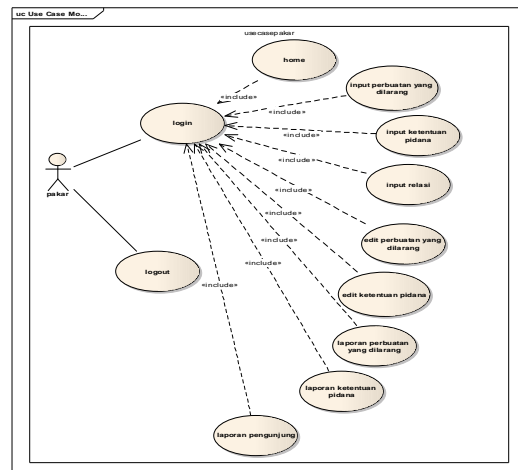 uc Use Case Mo...
usecasepakar
home
«include»
input perbuatan yang
dilarang
«include»
login
input ketentuan
pidana
«include»
«include»
input relasi
pakar
«include»
edit perbuatan yang
dilarang
«include»
logout
«include»
edit ketentuan pidana
«include»
laporan perbuatan
yang dilarang
laporan ketentuan
pidana
laporan pengunjung